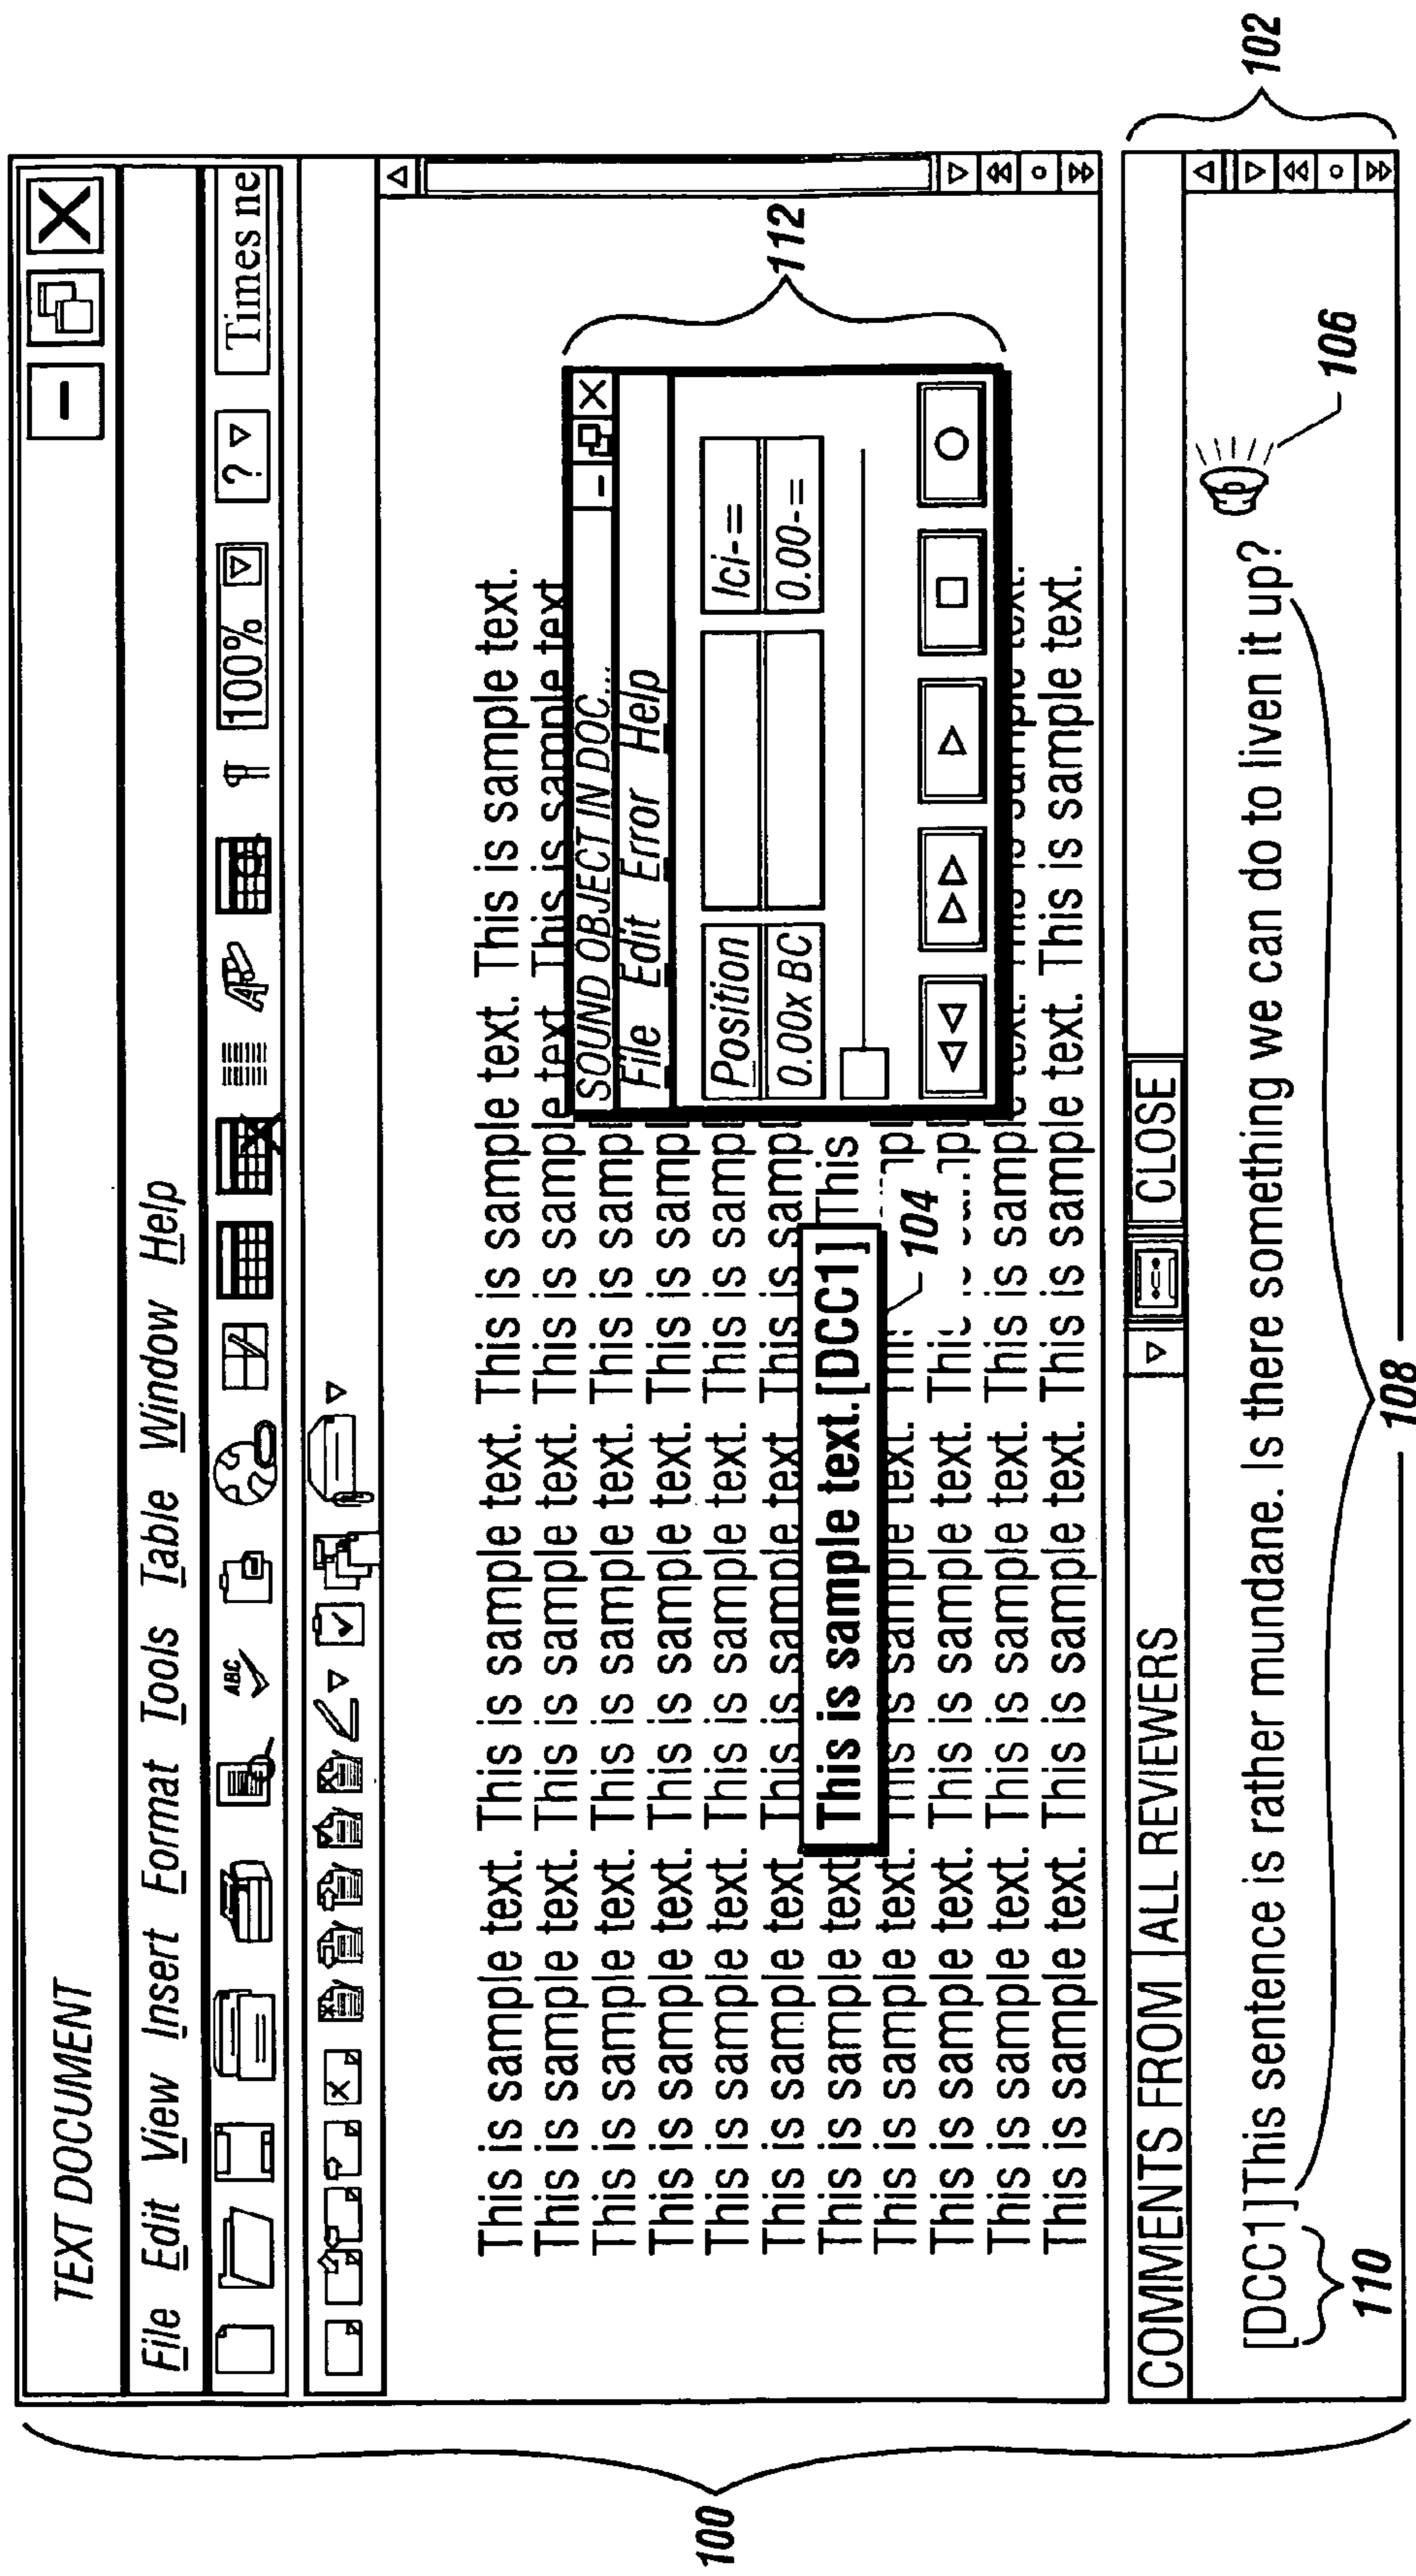 TEXT DOCUMENT
File Edit View Insert Format Tools Table Window Help
ABC A ¶ 100% ? Times ne
This is sample text. This is sample text. This is sample text. This is sample text.
This is sample text. This is sample text. This is sample text. This is sample text
This is sample text. This is sample text. This is samp
This is sample text. This is sample text. This is samp
This is sample text. This is sample text. This is samp
This is sample text. This is sample text This is samp
This is sample text This is sample text.[DCC1] This
This is sample text. This sample text.
This is sample text. This is sample text.
This is sample text. This is sample text. This is sample text. This is sample text.
This is sample text. This is sample text. This is sample text. This is sample text.
SOUND OBJECT IN DOC...
File Edit Error Help
Position Ici-=
0.00x BC 0.00-=
112
104
COMMENTS FROM ALL REVIEWERS CLOSE
[DCC1]This sentence is rather mundane. Is there something we can do to liven it up?
106
110
108
102
100